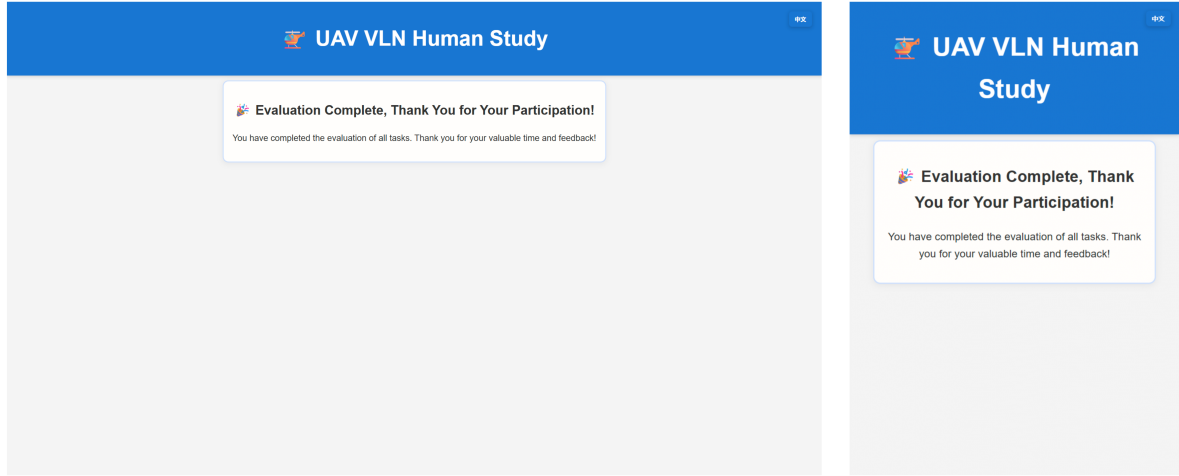 中文
UAV VLN Human Study
Evaluation Complete, Thank You for Your Participation!
You have completed the evaluation of all tasks. Thank you for your valuable time and feedback!
中文
UAV VLN Human
Study
Evaluation Complete, Thank
You for Your Participation!
You have completed the evaluation of all tasks. Thank
you for your valuable time and feedback!